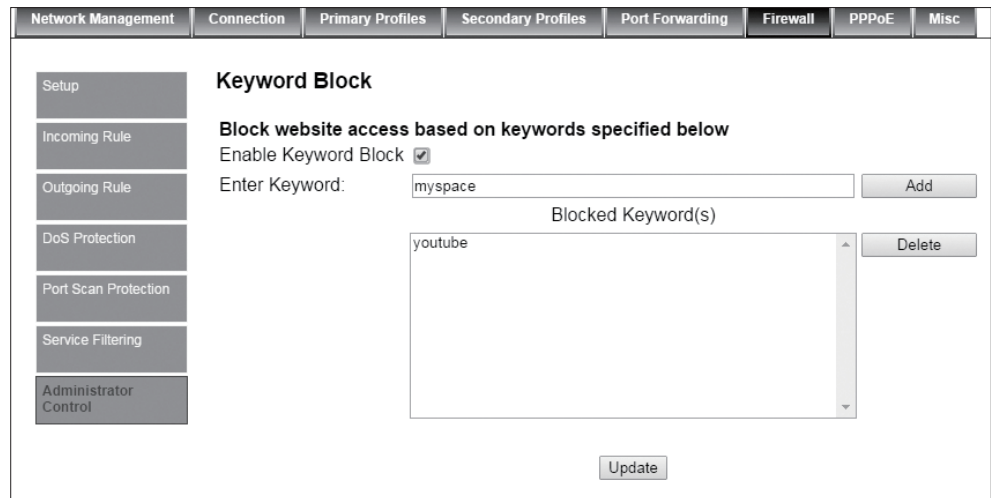 Network Management Connection Primary Profiles Secondary Profiles Port Forwarding Firewall PPPoE Misc
Setup
Incoming Rule
Outgoing Rule
DoS Protection
Port Scan Protection
Service Filtering
Administrator
Control
Keyword Block
Block website access based on keywords specified below
Enable Keyword Block
Enter Keyword: myspace Add
Blocked Keyword(s)
youtube Delete
Update